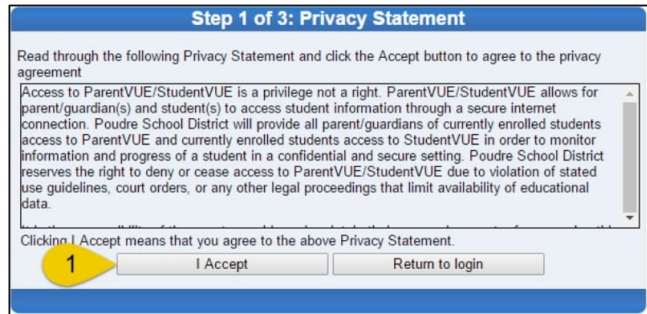 Step 1 of 3: Privacy Statement
Read through the following Privacy Statement and click the Accept button to agree to the privacy
agreement
Access to ParentVUE/StudentVUE is a privilege not a right. ParentVUE/StudentVUE allows for
parent/guardian(s) and student(s) to access student information through a secure internet
connection. Poudre School District will provide all parent/guardians of currently enrolled students
access to ParentVUE and currently enrolled students access to StudentVUE in order to monitor
information and progress of a student in a confidential and secure setting. Poudre School District
reserves the right to deny or cease access to ParentVUE/StudentVUE due to violation of stated
use guidelines, court orders, or any other legal proceedings that limit availability of educational
data.
Clicking I Accept means that you agree to the above Privacy Statement.
1
I Accept
Return to login